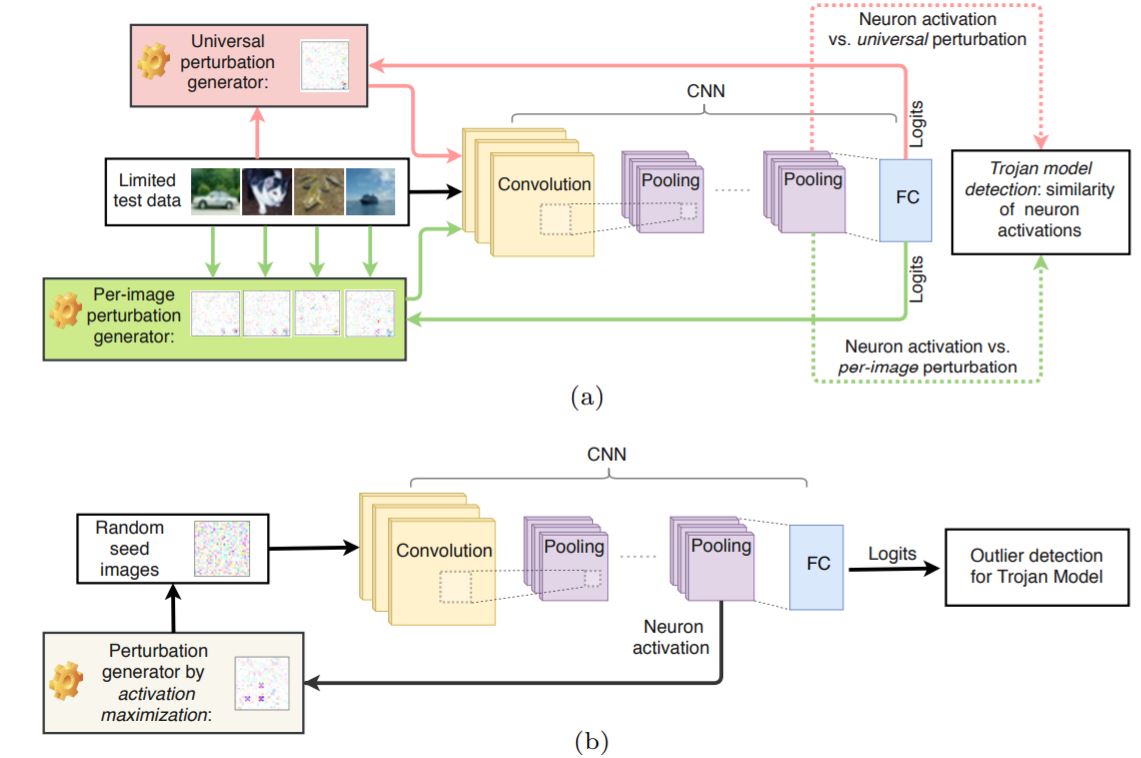 Universal
perturbation
generator:
Neuron activation
vs. universal perturbation
CNN
Logits
Limited
test data
Convolution
Pooling
Pooling
FC
Trojan model
detection: similarity
of neuron
activations
Logits
Per-image
perturbation
generator:
Neuron activation vs.
per-image perturbation
(a)
CNN
Random
seed
images
Convolution
Pooling
Pooling
FC
Logits
Outlier detection
for Trojan Model
Neuron
activation
Perturbation
generator by
activation
maximization:
(b)